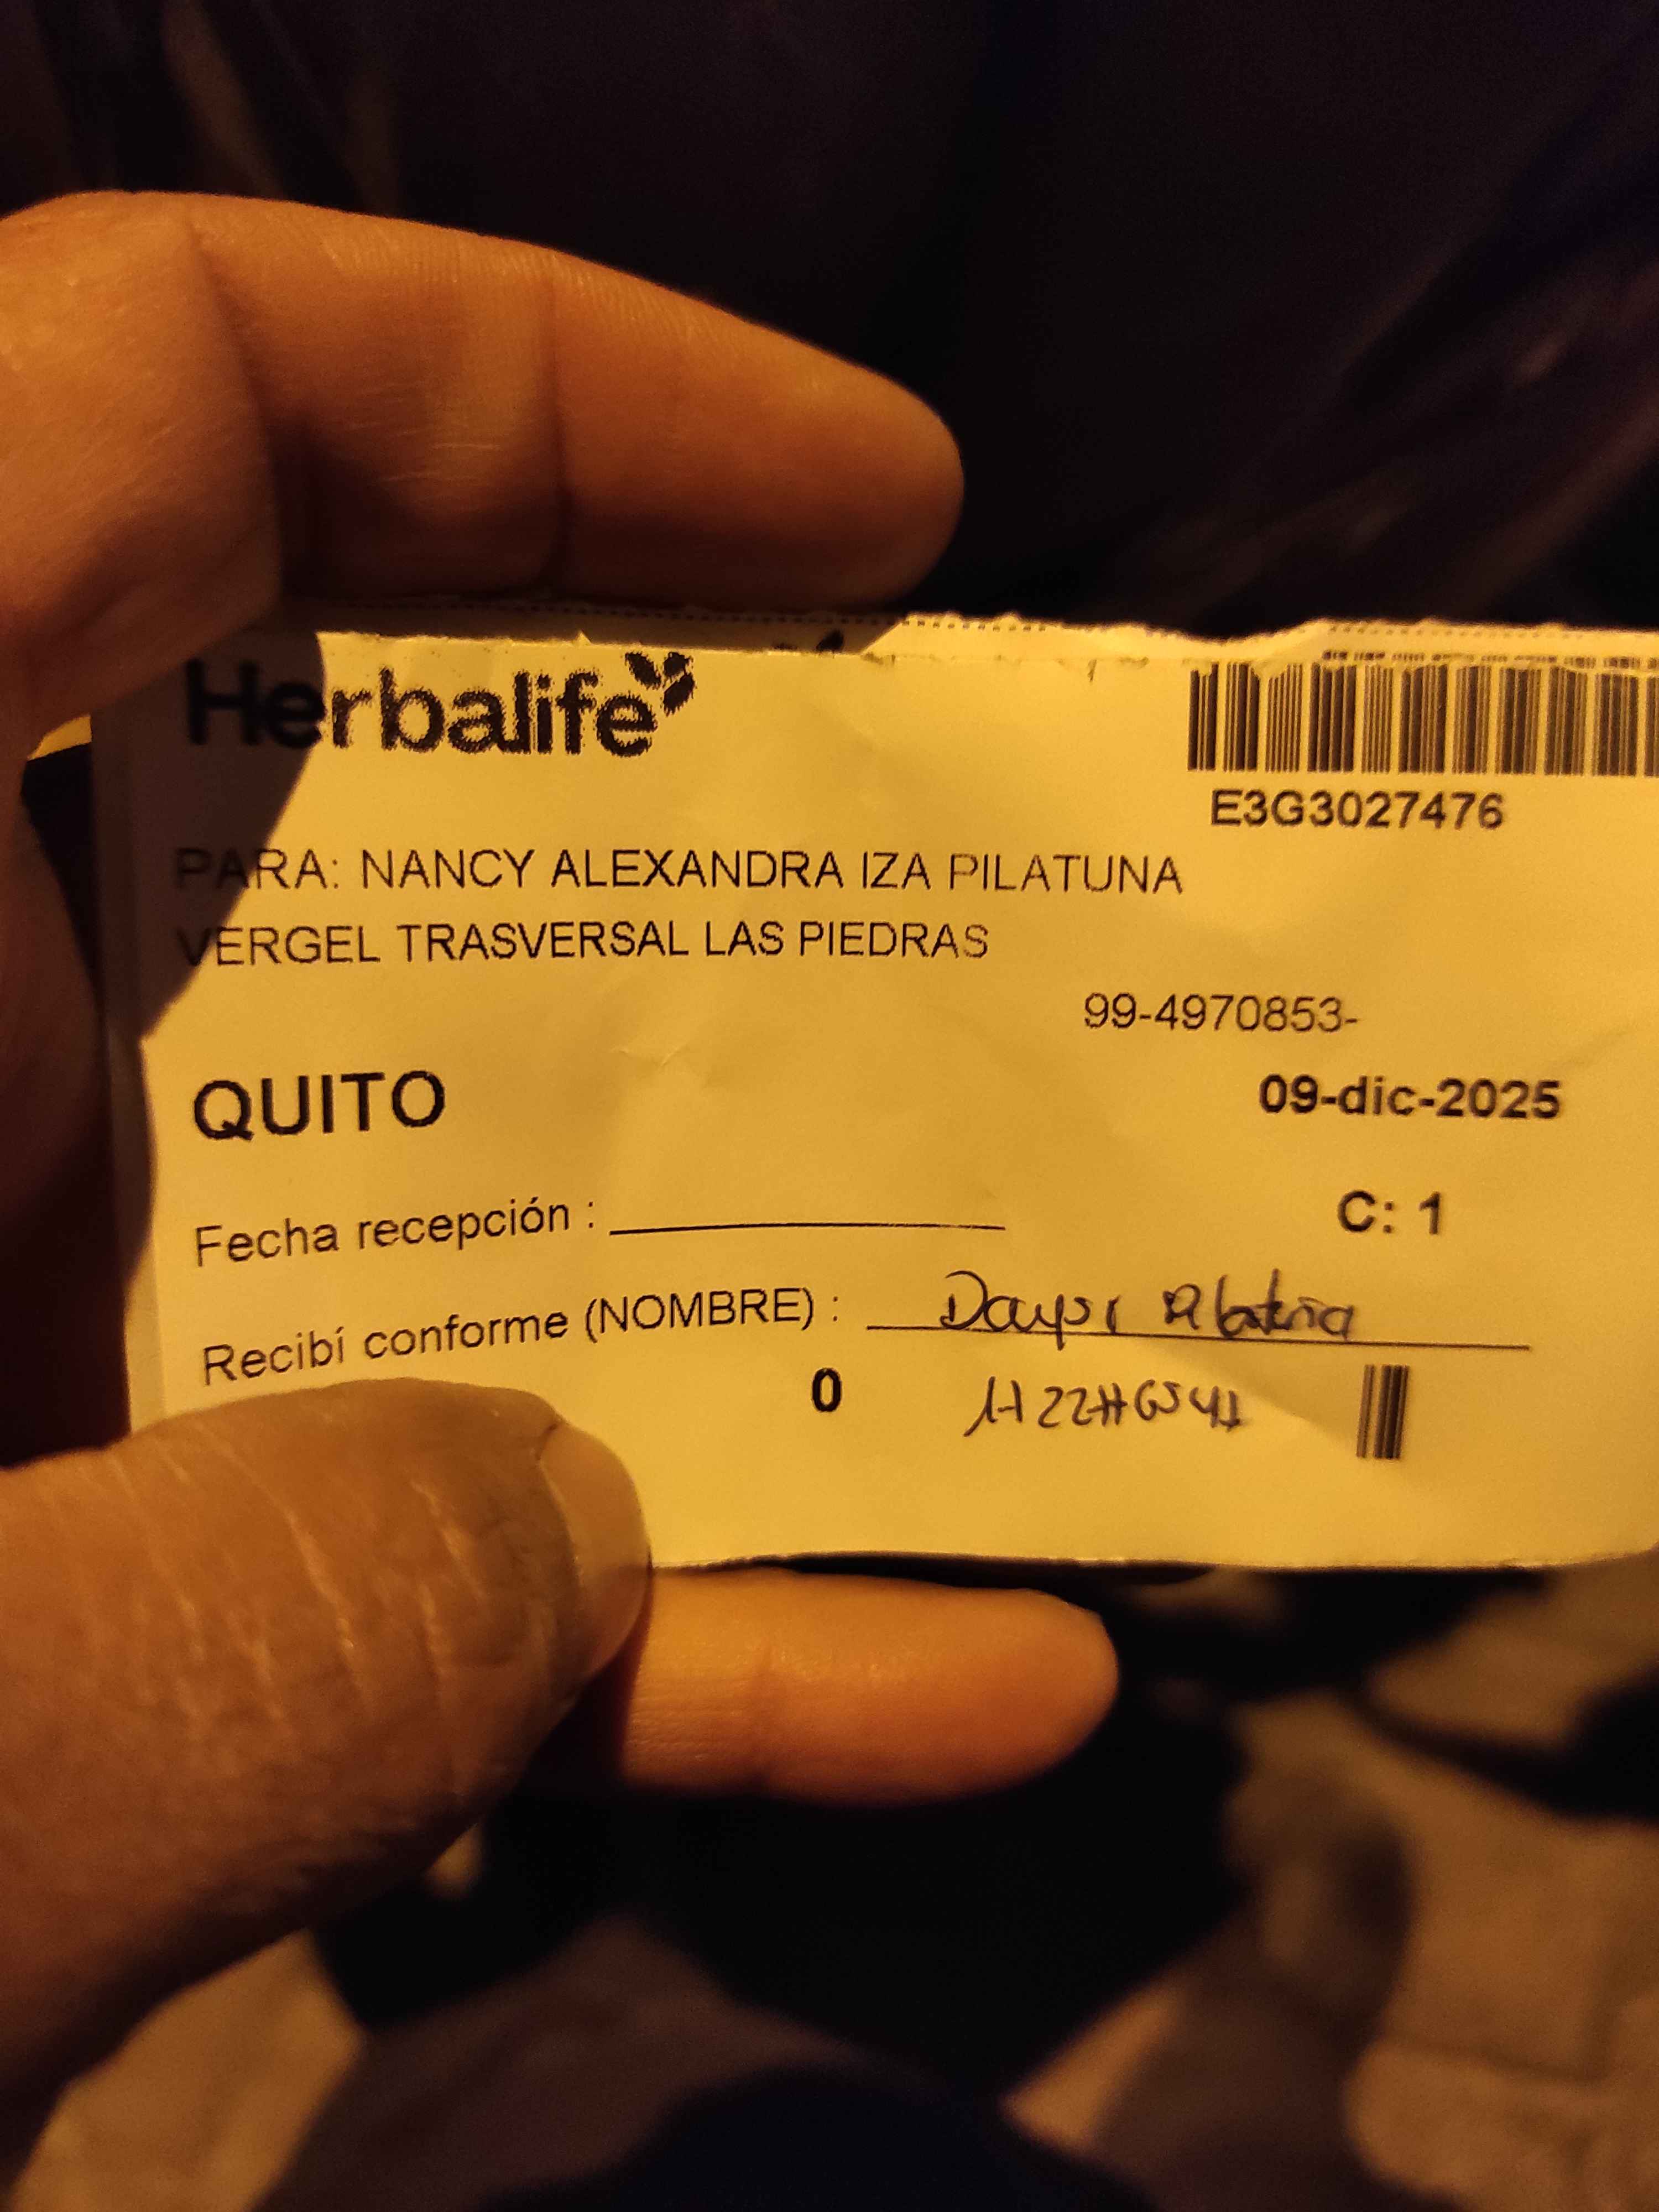 Herbalife
E3G3027476
PARA: NANCY ALEXANDRA IZA PILATUNA
VERGEL TRASVERSAL LAS PIEDRAS
99-4970853-
QUITO
09-dic-2025
Fecha recepción :
C: 1
Recibí conforme (NOMBRE) : Daysi
0